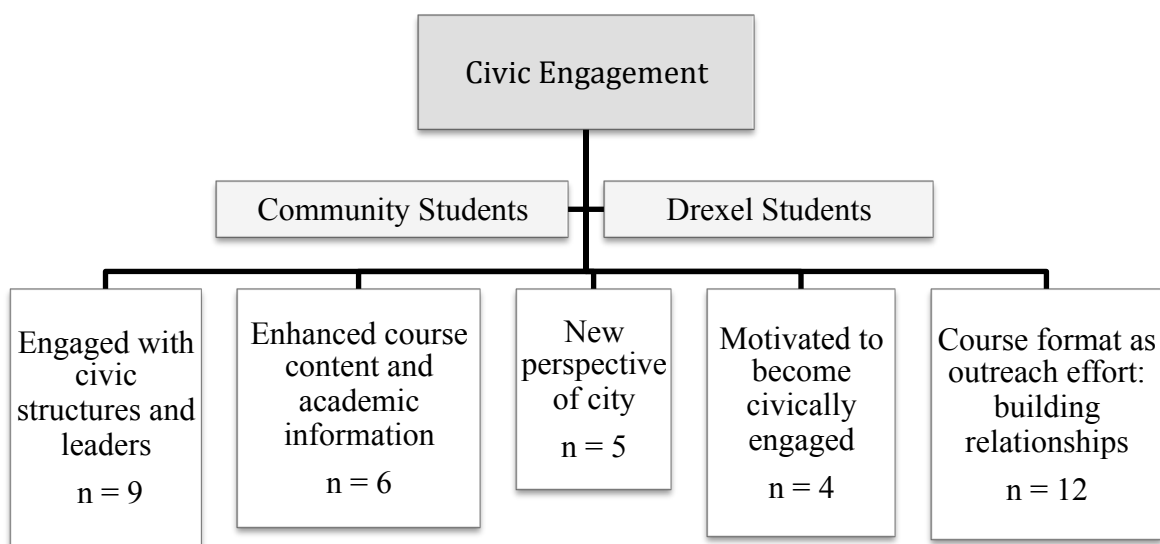 Civic Engagement
Community Students
Drexel Students
Engaged with
civic
structures and
leaders
n = 9
Enhanced course
content and
academic
information
n = 6
New
perspective
of city
n = 5
Motivated to
become
civically
engaged
n = 4
Course format as
outreach effort:
building
relationships
n = 12